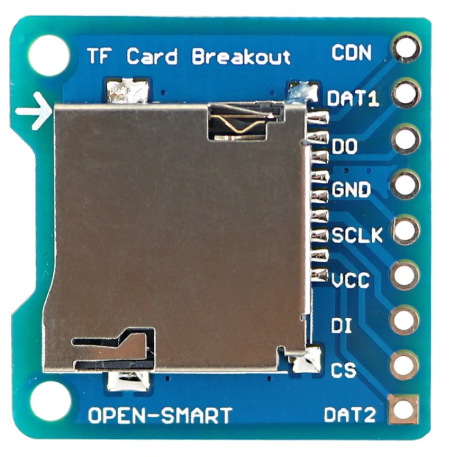 TF Card Breakout
CDN
DAT1
DO
GND
SCLK
VCC
DI
CS
OPEN-SMART
DAT2